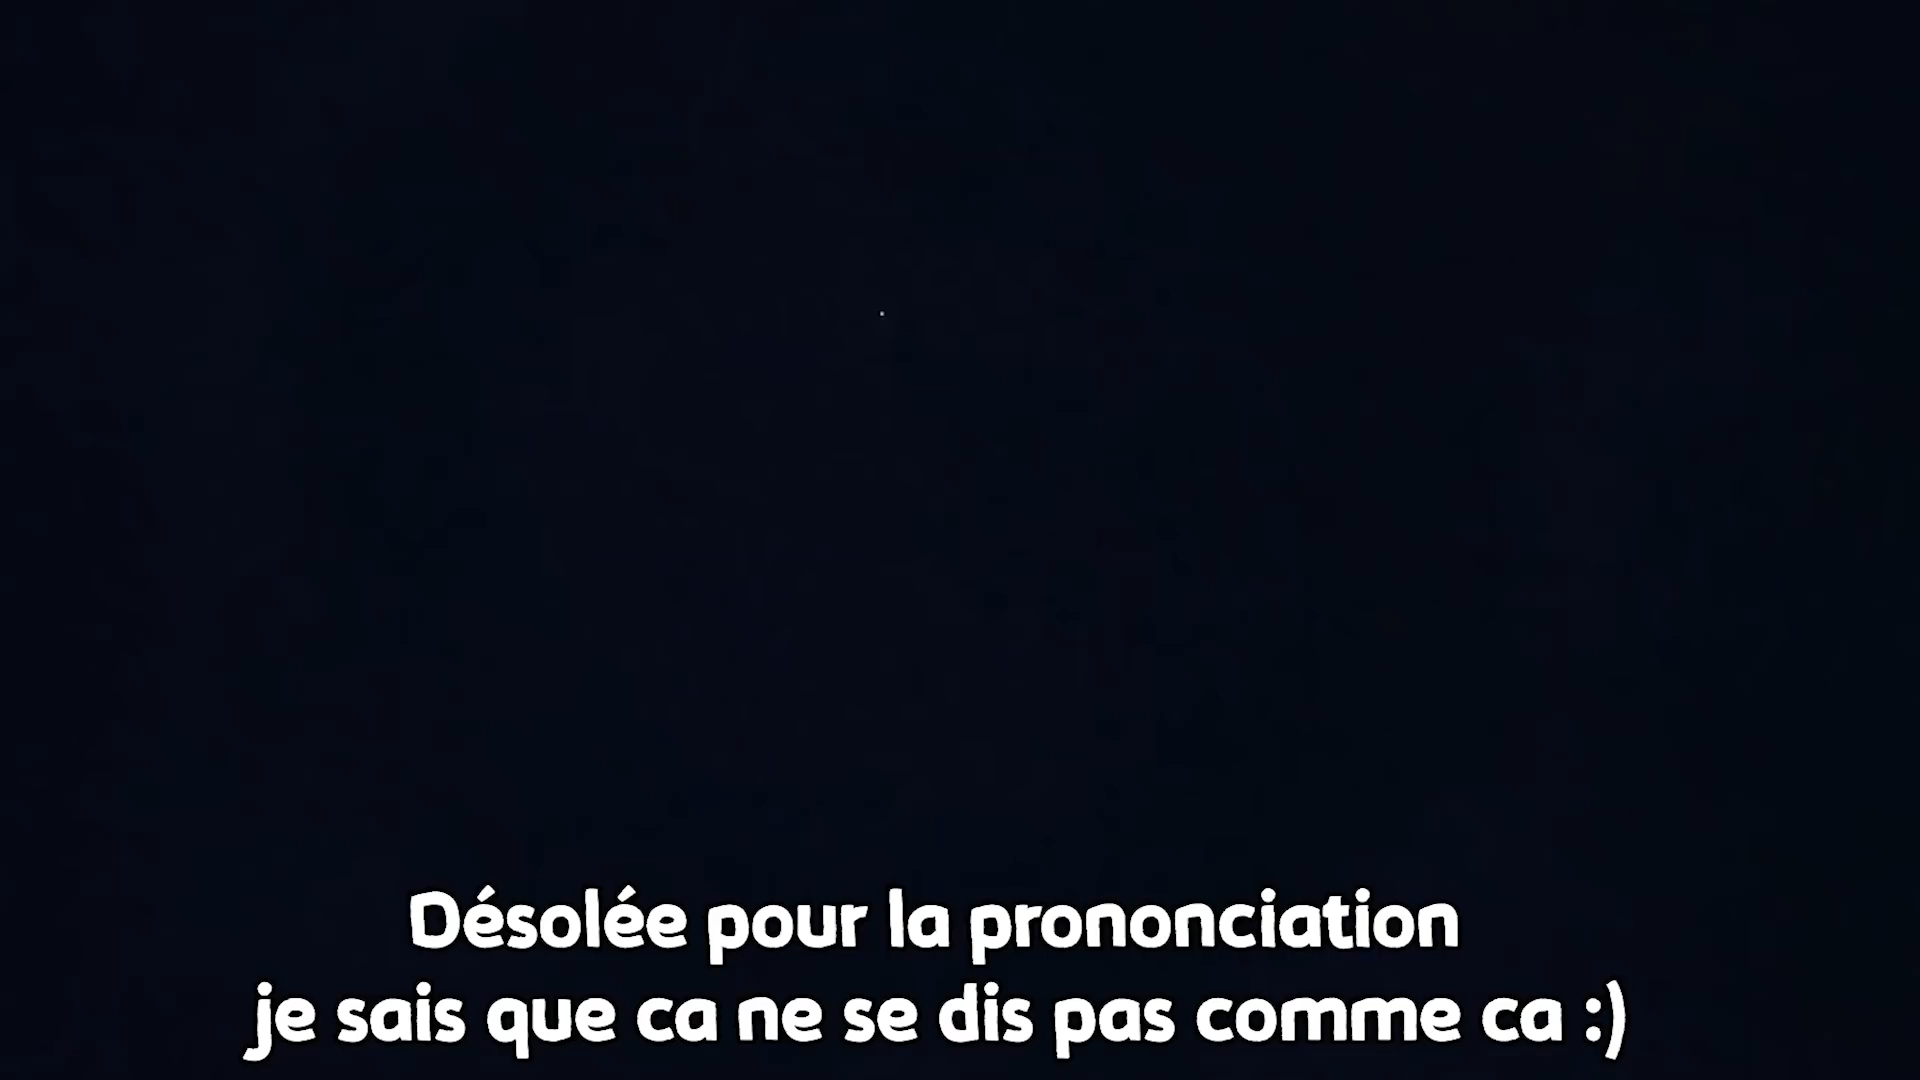 Désolée pour la prononciation
je sais que ca ne se dis pas comme ca :)